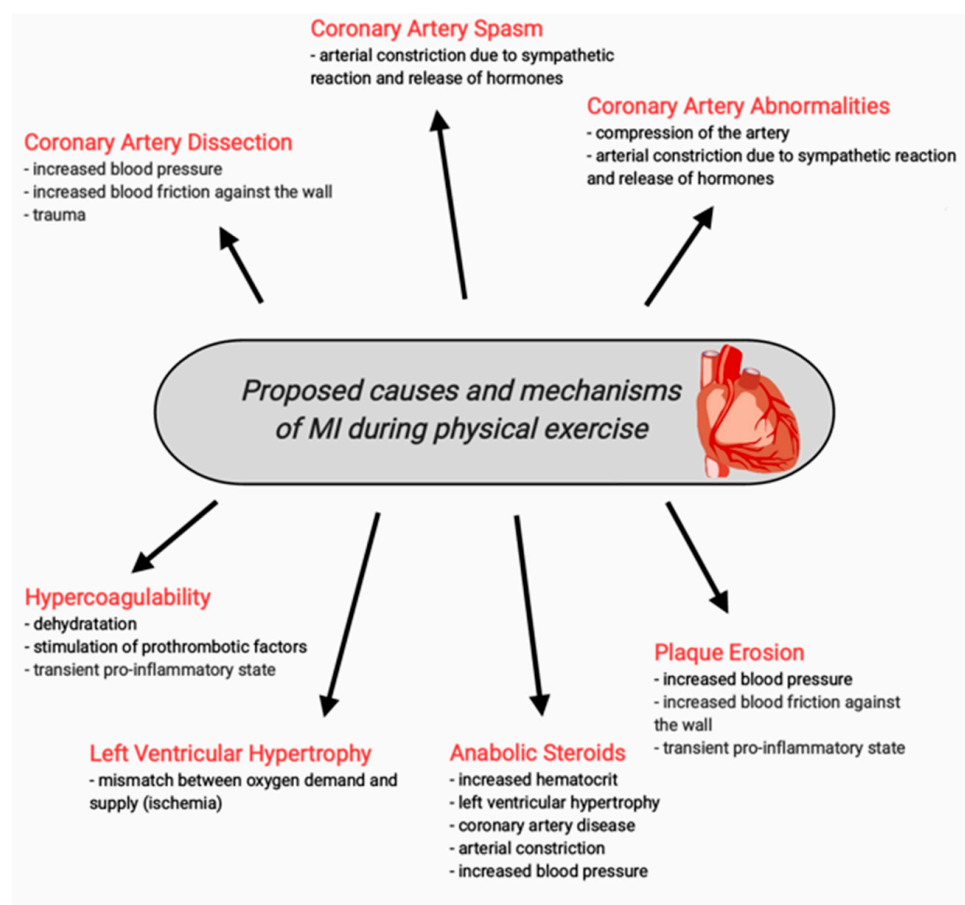 Coronary Artery Spasm
- arterial constriction due to sympathetic
reaction and release of hormones
Coronary Artery Abnormalities
- compression of the artery
- arterial constriction due to sympathetic reaction
and release of hormones
Coronary Artery Dissection
- increased blood pressure
- increased blood friction against the wall
- trauma
Proposed causes and mechanisms
of MI during physical exercise
Hypercoagulability
- dehydratation
- stimulation of prothrombotic factors
- transient pro-inflammatory state
Left Ventricular Hypertrophy
- mismatch between oxygen demand and
supply (ischemia)
Anabolic Steroids
- increased hematocrit
- left ventricular hypertrophy
- coronary artery disease
- arterial constriction
- increased blood pressure
Plaque Erosion
- increased blood pressure
- increased blood friction against
the wall
- transient pro-inflammatory state